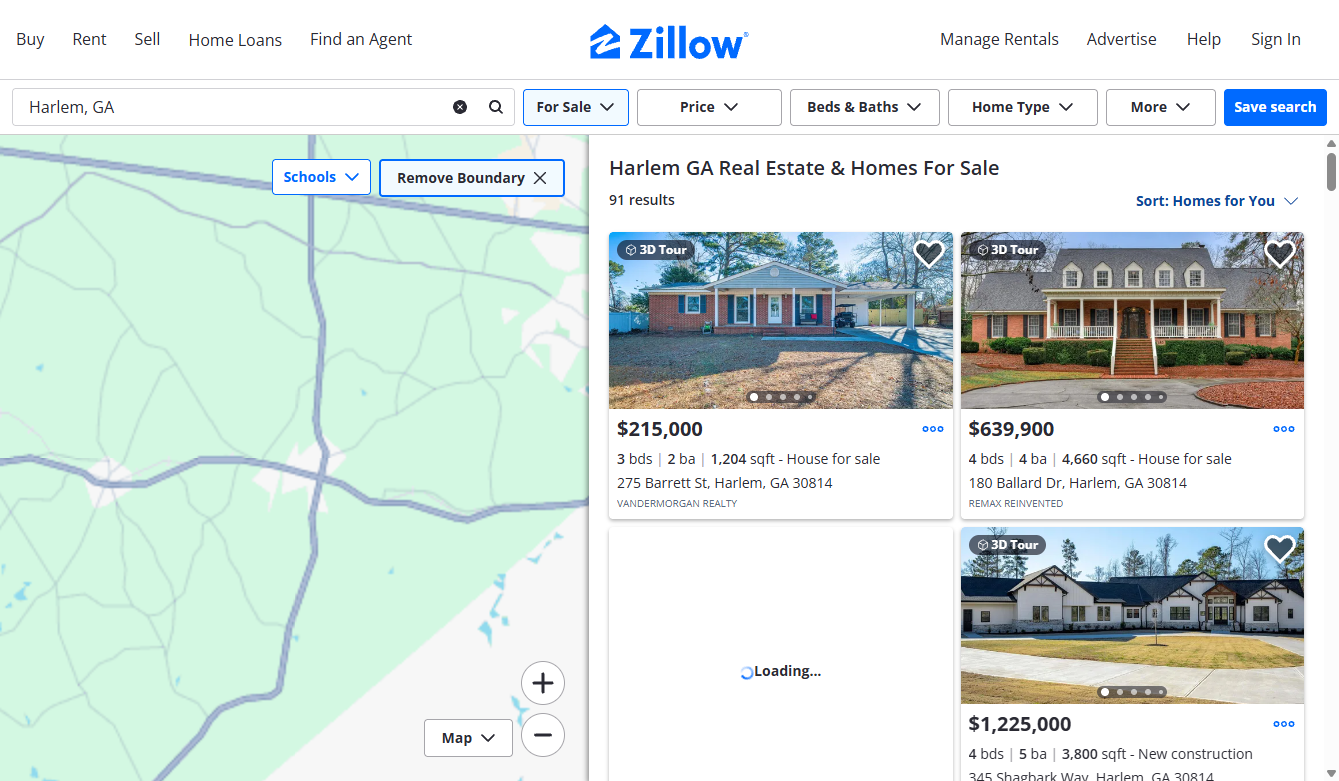 Buy
Rent
Sell
Home Loans
Find an Agent
Zillow
Manage Rentals
Advertise
Help
Sign In
Harlem, GA
For Sale
Price
Beds & Baths
Home Type
More
Save search
Schools
Remove Boundary
Map
Harlem GA Real Estate & Homes For Sale
91 results
Sort: Homes for You
3D Tour
$215,000
3 bds | 2 ba | 1,204 sqft - House for sale
275 Barrett St, Harlem, GA 30814
VANDERMORGAN REALTY
3D Tour
$639,900
4 bds | 4 ba | 4,660 sqft - House for sale
180 Ballard Dr, Harlem, GA 30814
REMAX REINVENTED
Loading...
3D Tour
$1,225,000
4 bds | 5 ba | 3,800 sqft - New construction
345 Shagbark Way, Harlem, GA 30814